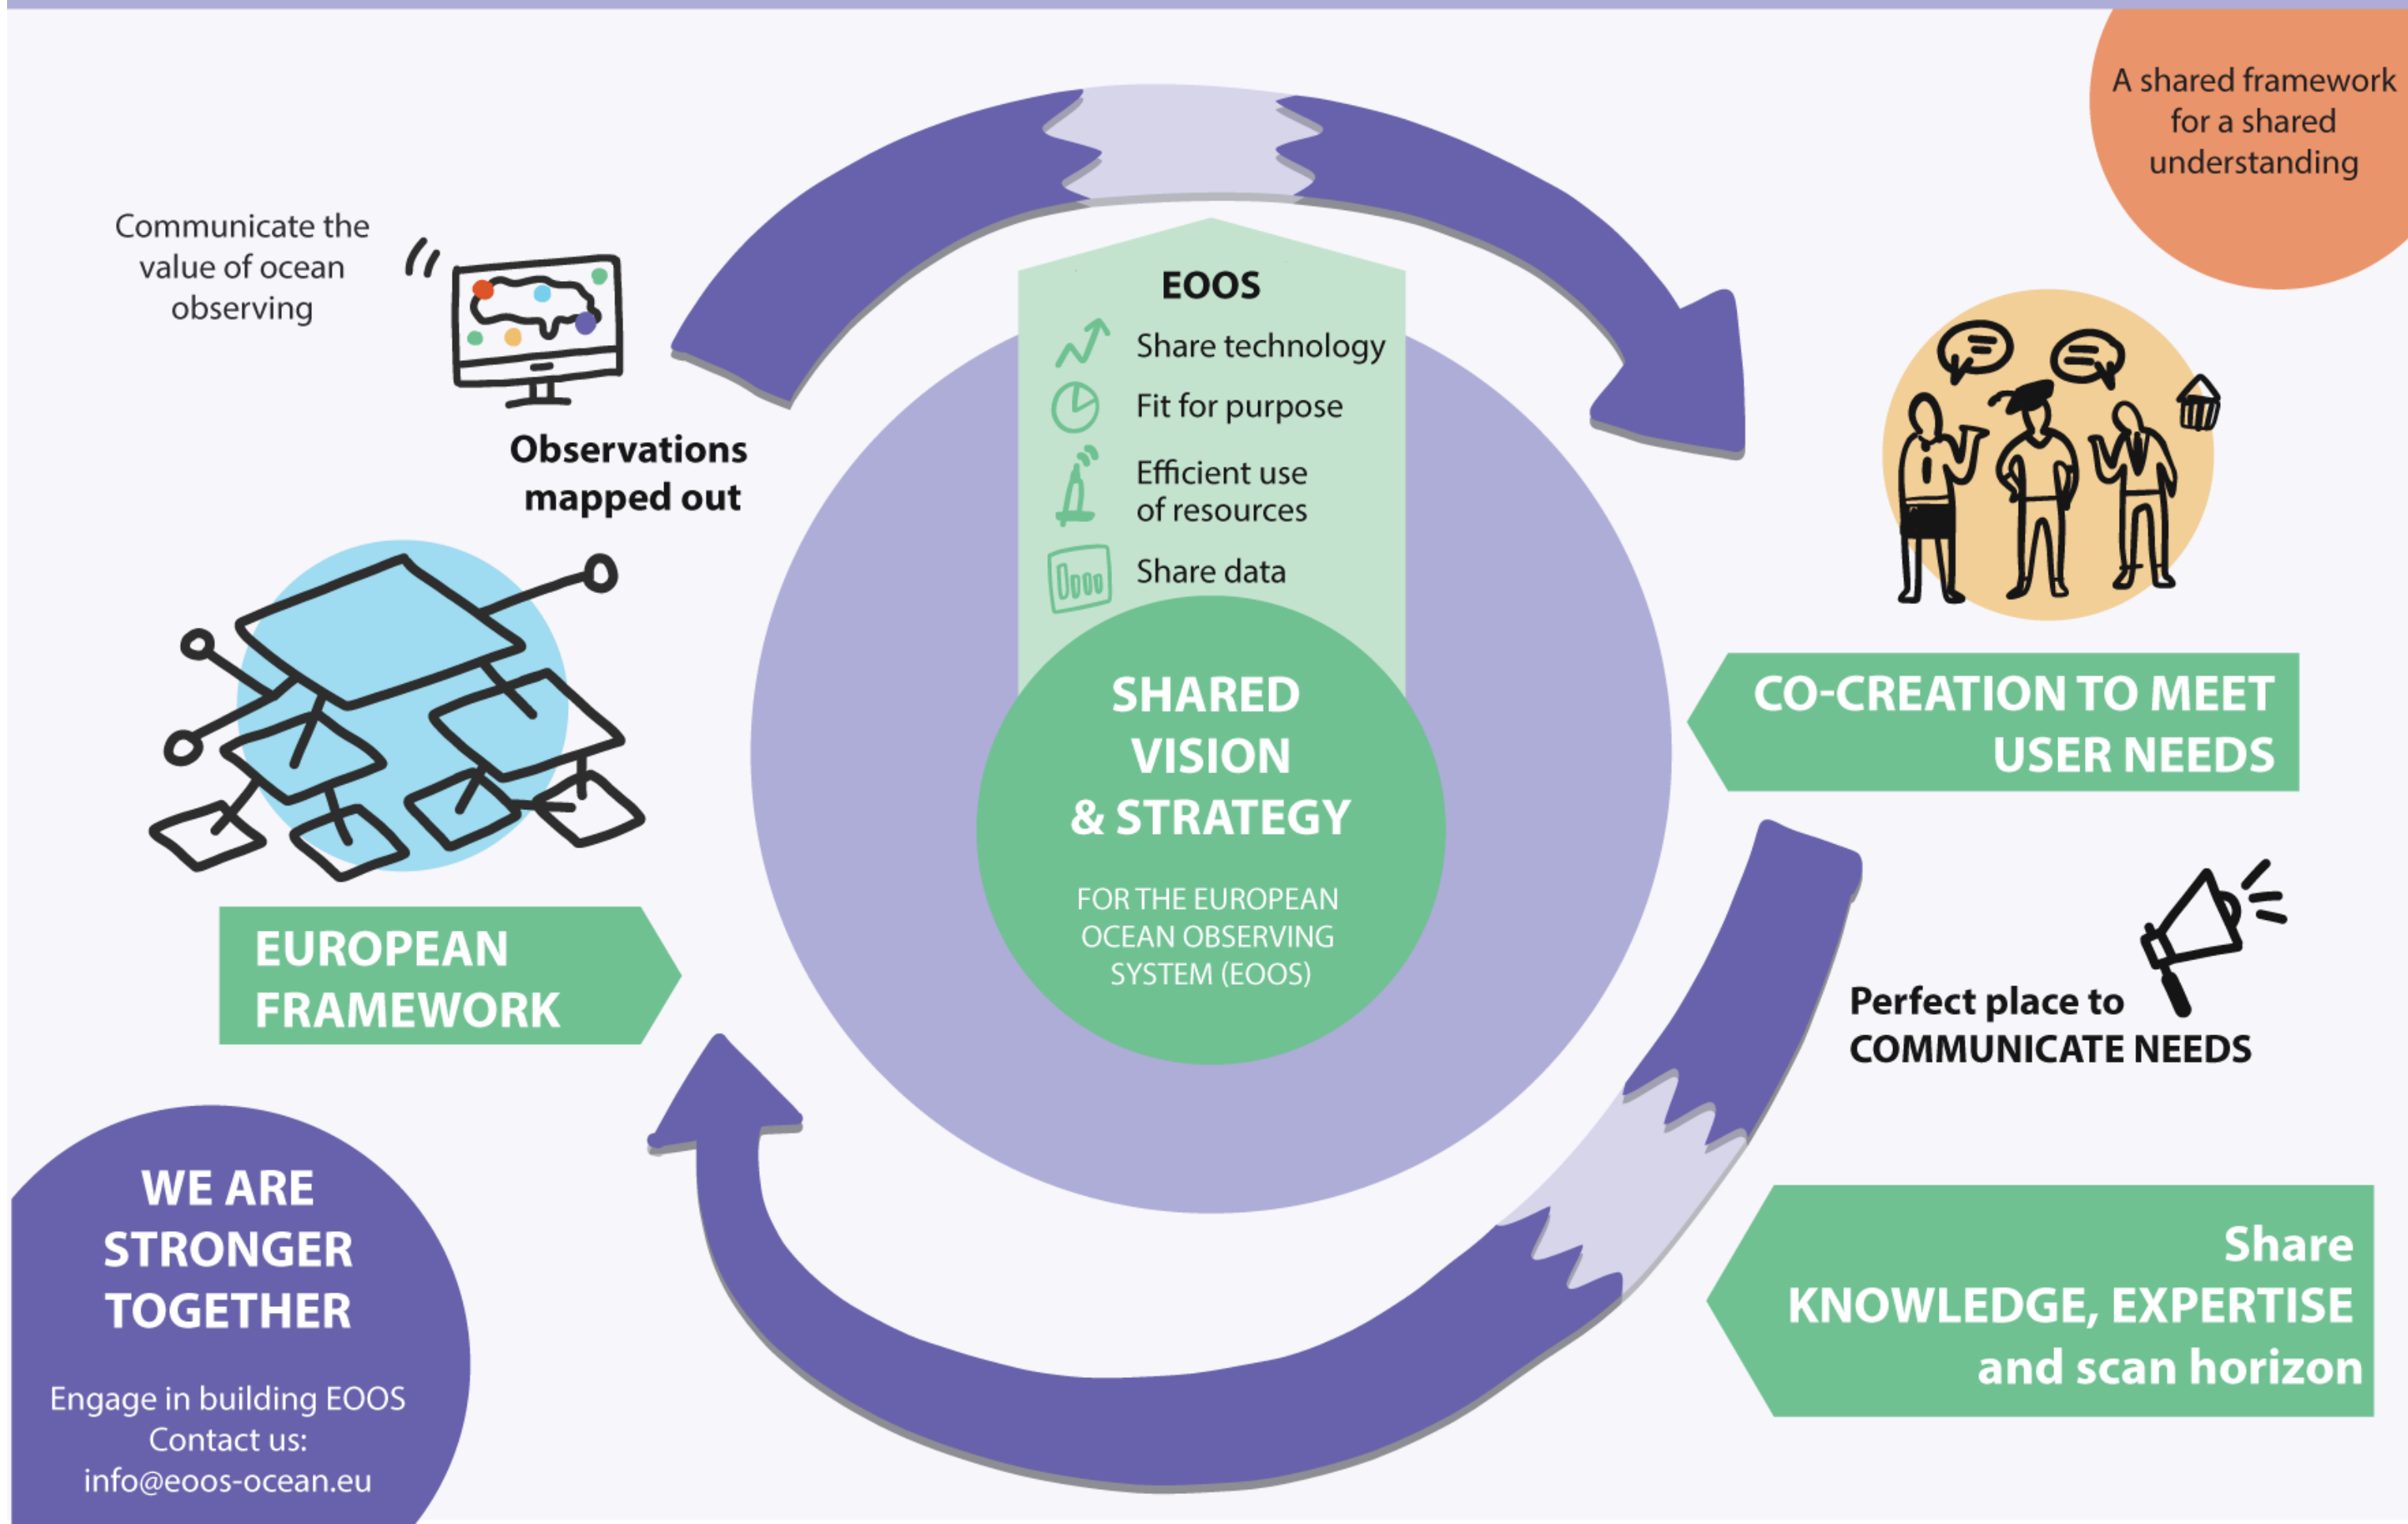 A shared framework
for a shared
understanding
Communicate the
value of ocean
observing
Observations
mapped out
EOOS
Share technology
Fit for purpose
Efficient use
of resources
Share data
SHARED
VISION
& STRATEGY
FOR THE EUROPEAN
OCEAN OBSERVING
SYSTEM (EOOS)
CO-CREATION TO MEET
USER NEEDS
EUROPEAN
FRAMEWORK
Perfect place to
COMMUNICATE NEEDS
WE ARE
STRONGER
TOGETHER
Engage in building EOOS
Contact us:
info@eoos-ocean.eu
Share
KNOWLEDGE, EXPERTISE
and scan horizon